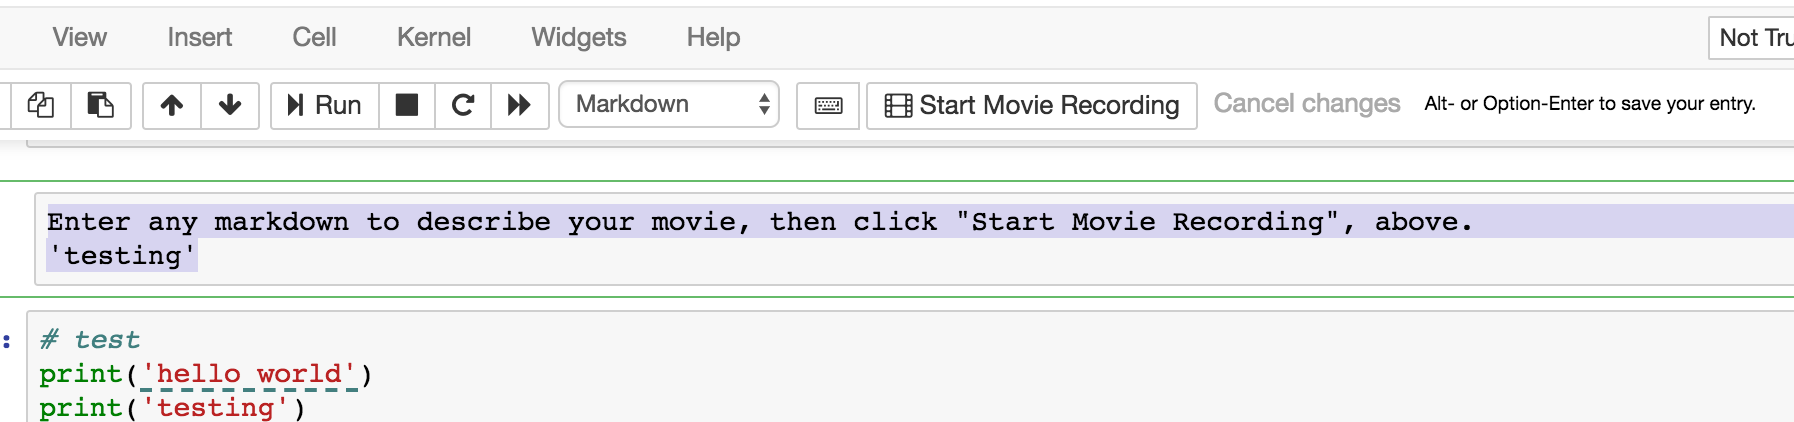 View Insert Cell Kernel Widgets Help Not Tru
Run Markdown Start Movie Recording Cancel changes Alt- or Option-Enter to save your entry.
Enter any markdown to describe your movie, then click "Start Movie Recording", above.
'testing'
: # test
print('hello world')
print('testing')